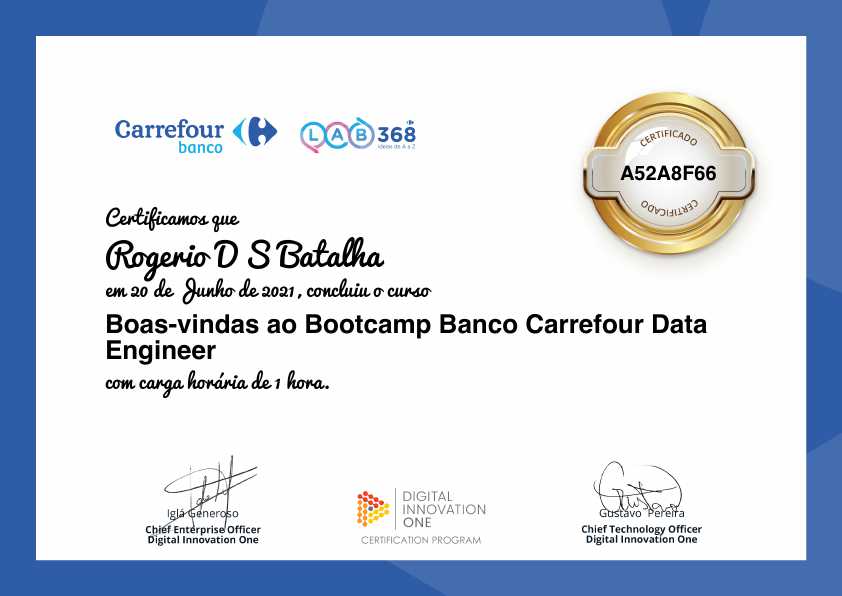 Carrefour
banco
LAB368
ideias de A a Z
CERTIFICADO
A52A8F66
CERTIFICADO
Certificamos que
Rogerio D S Batalha
em 20 de Junho de 2021, concluiu o curso
Boas-vindas ao Bootcamp Banco Carrefour Data
Engineer
com carga horária de 1 hora.
Iglá Generoso
Chief Enterprise Officer
Digital Innovation One
DIGITAL
INNOVATION
ONE
CERTIFICATION PROGRAM
Gustavo Pereira
Chief Technology Officer
Digital Innovation One